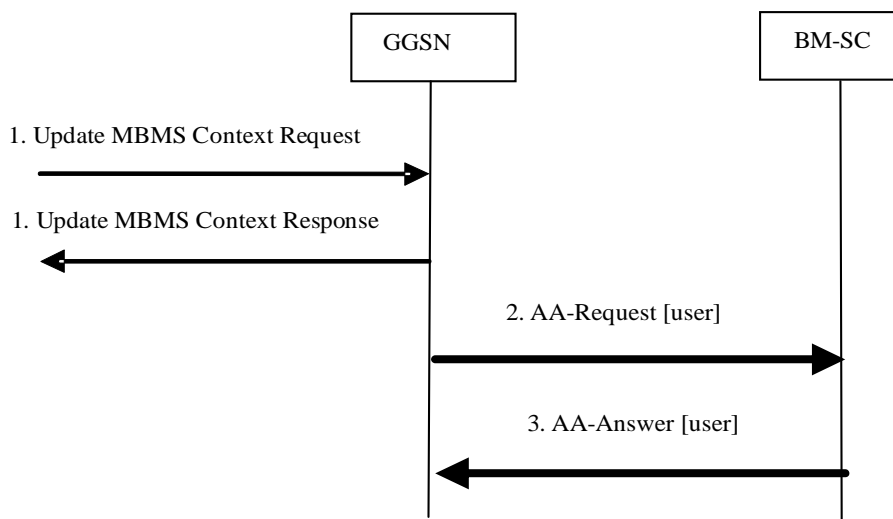 GGSN
BM-SC
1. Update MBMS Context Request
1. Update MBMS Context Response
2. AA-Request [user]
3. AA-Answer [user]